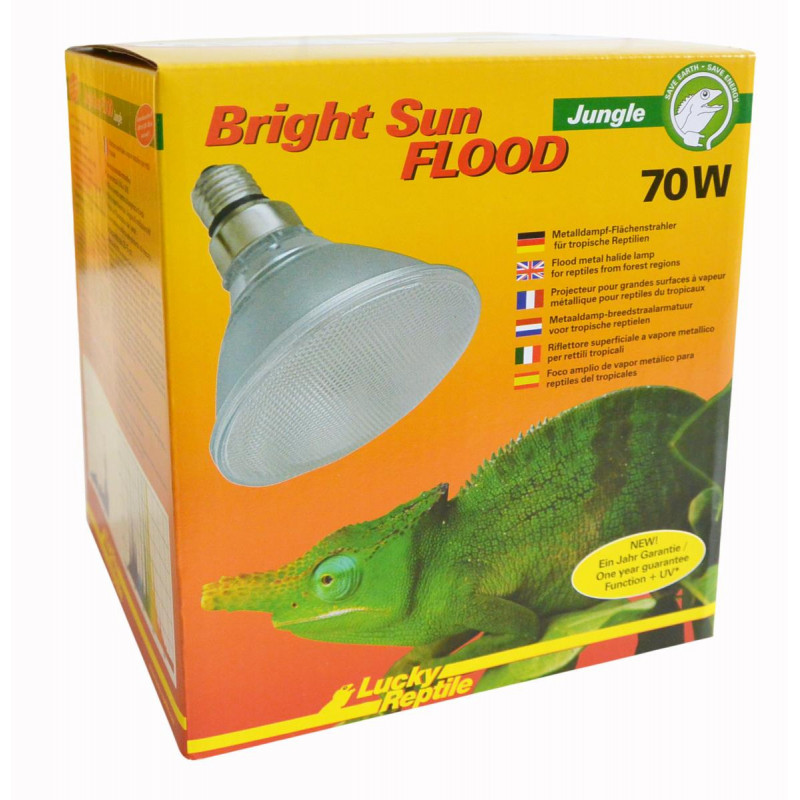 Bright Sun
FLOOD
Jungle
SAVE EARTH • SAVE ENERGY
70W
Metalldampf-Flächenstrahler
für tropische Reptilien
Flood metal halide lamp
for reptiles from forest regions
Projecteur pour grandes surfaces à vapeur
métallique pour reptiles du tropicaux
Metaaldamp-breedstraalarmatuur
voor tropische reptielen
Riflettore superficiale a vapore metallico
per rettili tropicali
Foco amplio de vapor metálico para
reptiles del tropicales
NEW!
Ein Jahr Garantie /
One year guarantee
Function + UV*
Lucky
Reptile